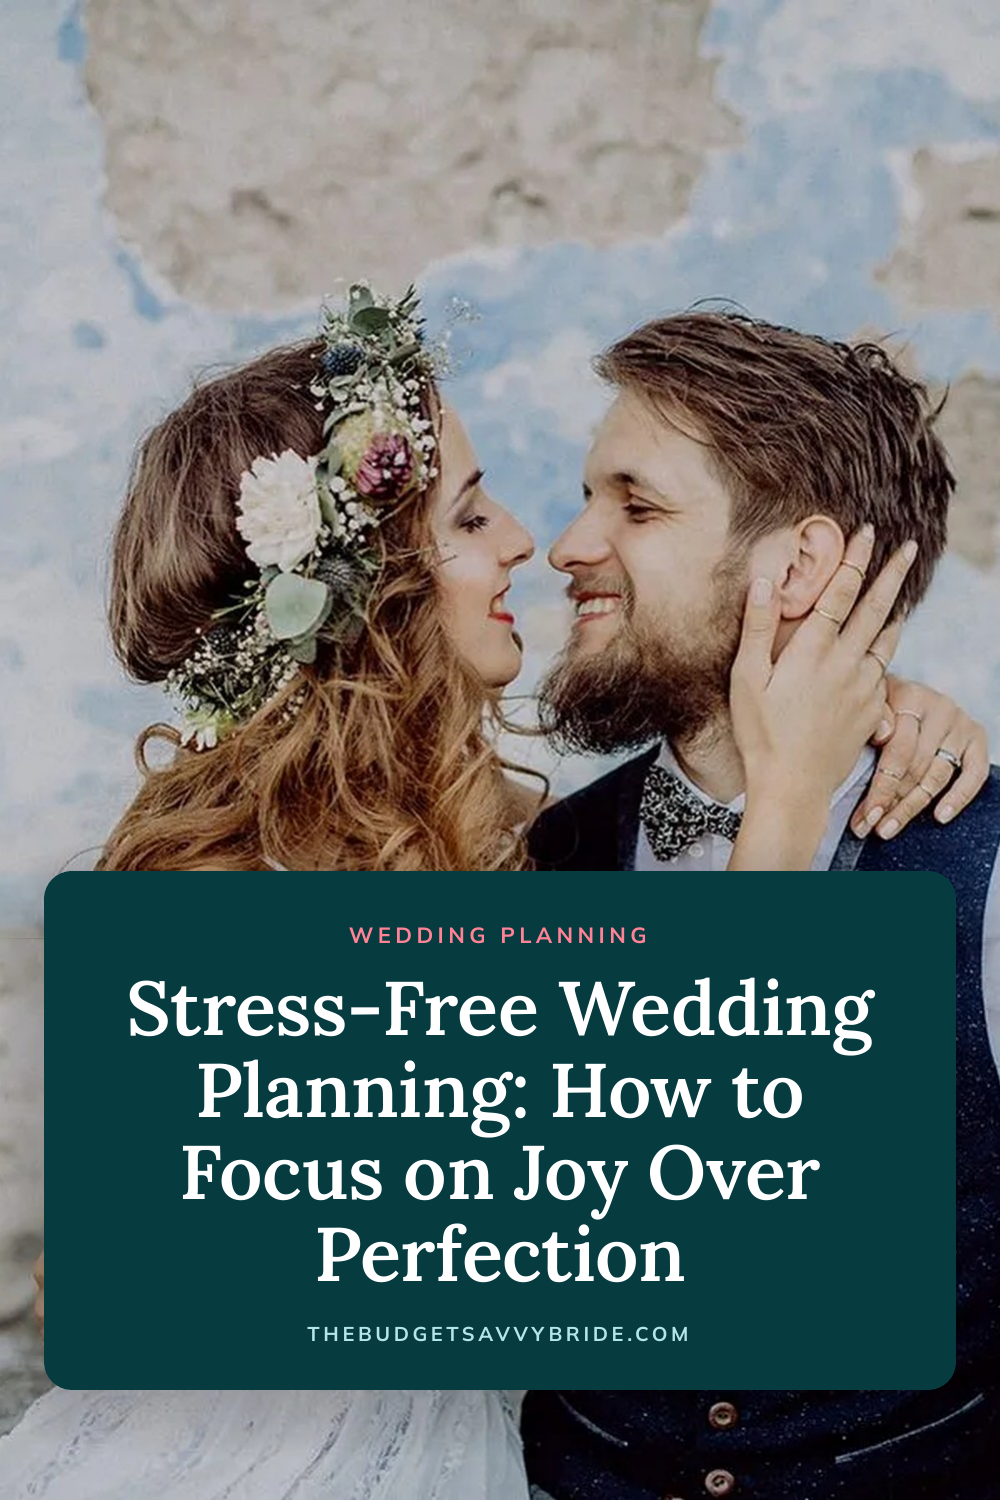 WEDDING PLANNING
Stress-Free Wedding
Planning: How to
Focus on Joy Over
Perfection
THEBUDGETSAVVYBRIDE.COM